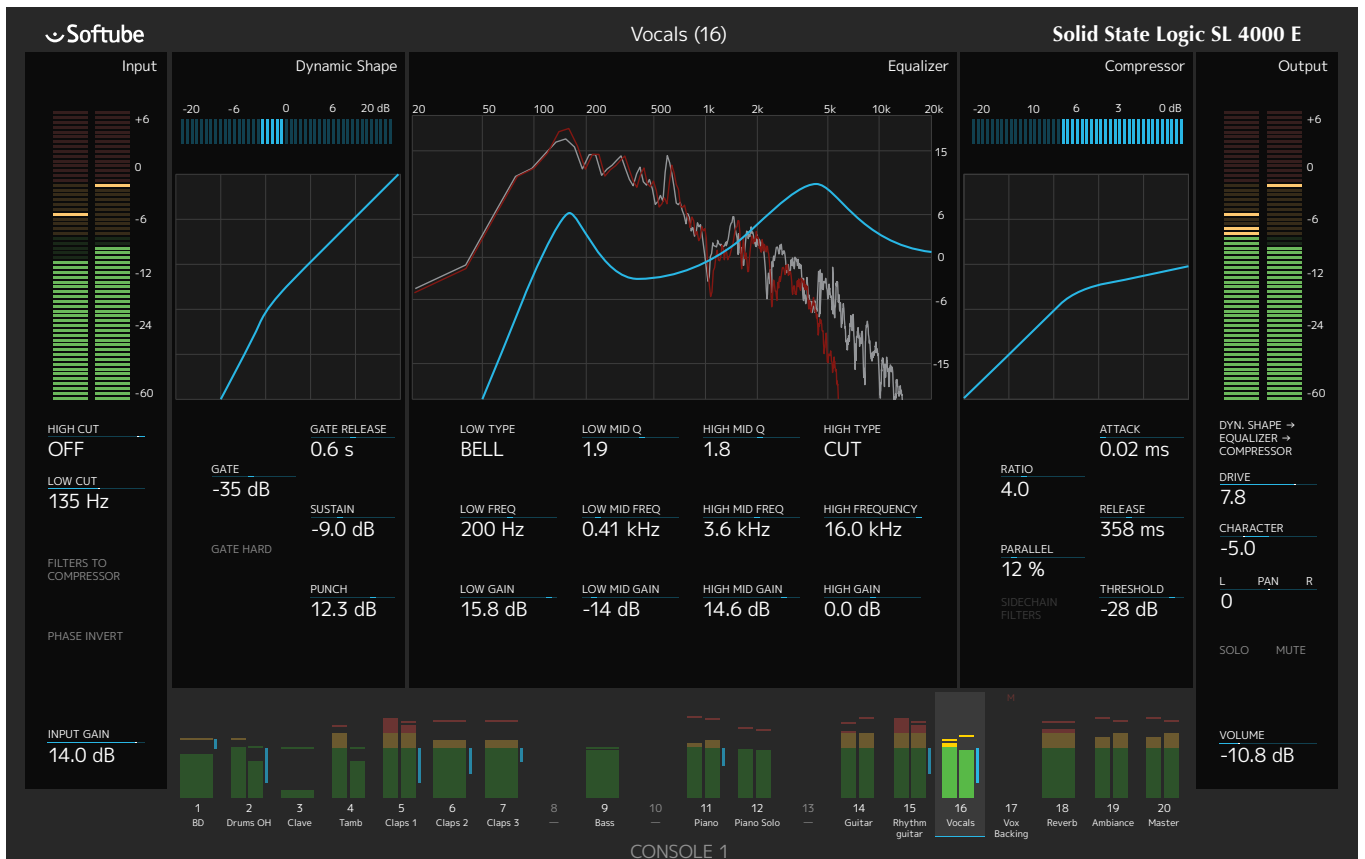 Softube
Vocals (16)
Solid State Logic SL 4000 E
Input
+6
0
-6
-12
-24
-60
HIGH CUT
OFF
LOW CUT
135 Hz
FILTERS TO
COMPRESSOR
PHASE INVERT
INPUT GAIN
14.0 dB
Dynamic Shape
-20 -6 0 6 20 dB
GATE RELEASE
0.6 s
GATE
-35 dB
SUSTAIN
-9.0 dB
GATE HARD
PUNCH
12.3 dB
Equalizer
20 50 100 200 500 1k 2k 5k 10k 20k
15
6
0
-6
-15
LOW TYPE LOW MID Q HIGH MID Q HIGH TYPE
BELL 1.9 1.8 CUT
LOW FREQ LOW MID FREQ HIGH MID FREQ HIGH FREQUENCY
200 Hz 0.41 kHz 3.6 kHz 16.0 kHz
LOW GAIN LOW MID GAIN HIGH MID GAIN HIGH GAIN
15.8 dB -14 dB 14.6 dB 0.0 dB
Compressor
-20 10 6 3 0 dB
ATTACK
0.02 ms
RATIO
4.0
RELEASE
358 ms
PARALLEL
12 %
THRESHOLD
-28 dB
SIDECHAIN
FILTERS
Output
+6
0
-6
-12
-24
-60
DYN. SHAPE →
EQUALIZER →
COMPRESSOR
DRIVE
7.8
CHARACTER
-5.0
L PAN R
0
SOLO MUTE
VOLUME
-10.8 dB
M
1 2 3 4 5 6 7 8 9 10 11 12 13 14 15 16 17 18 19 20
BD Drums OH Clave Tamb Claps 1 Claps 2 Claps 3 — Bass — Piano Piano Solo — Guitar Rhythm Vocals Vox Reverb Ambiance Master
guitar Backing
CONSOLE 1